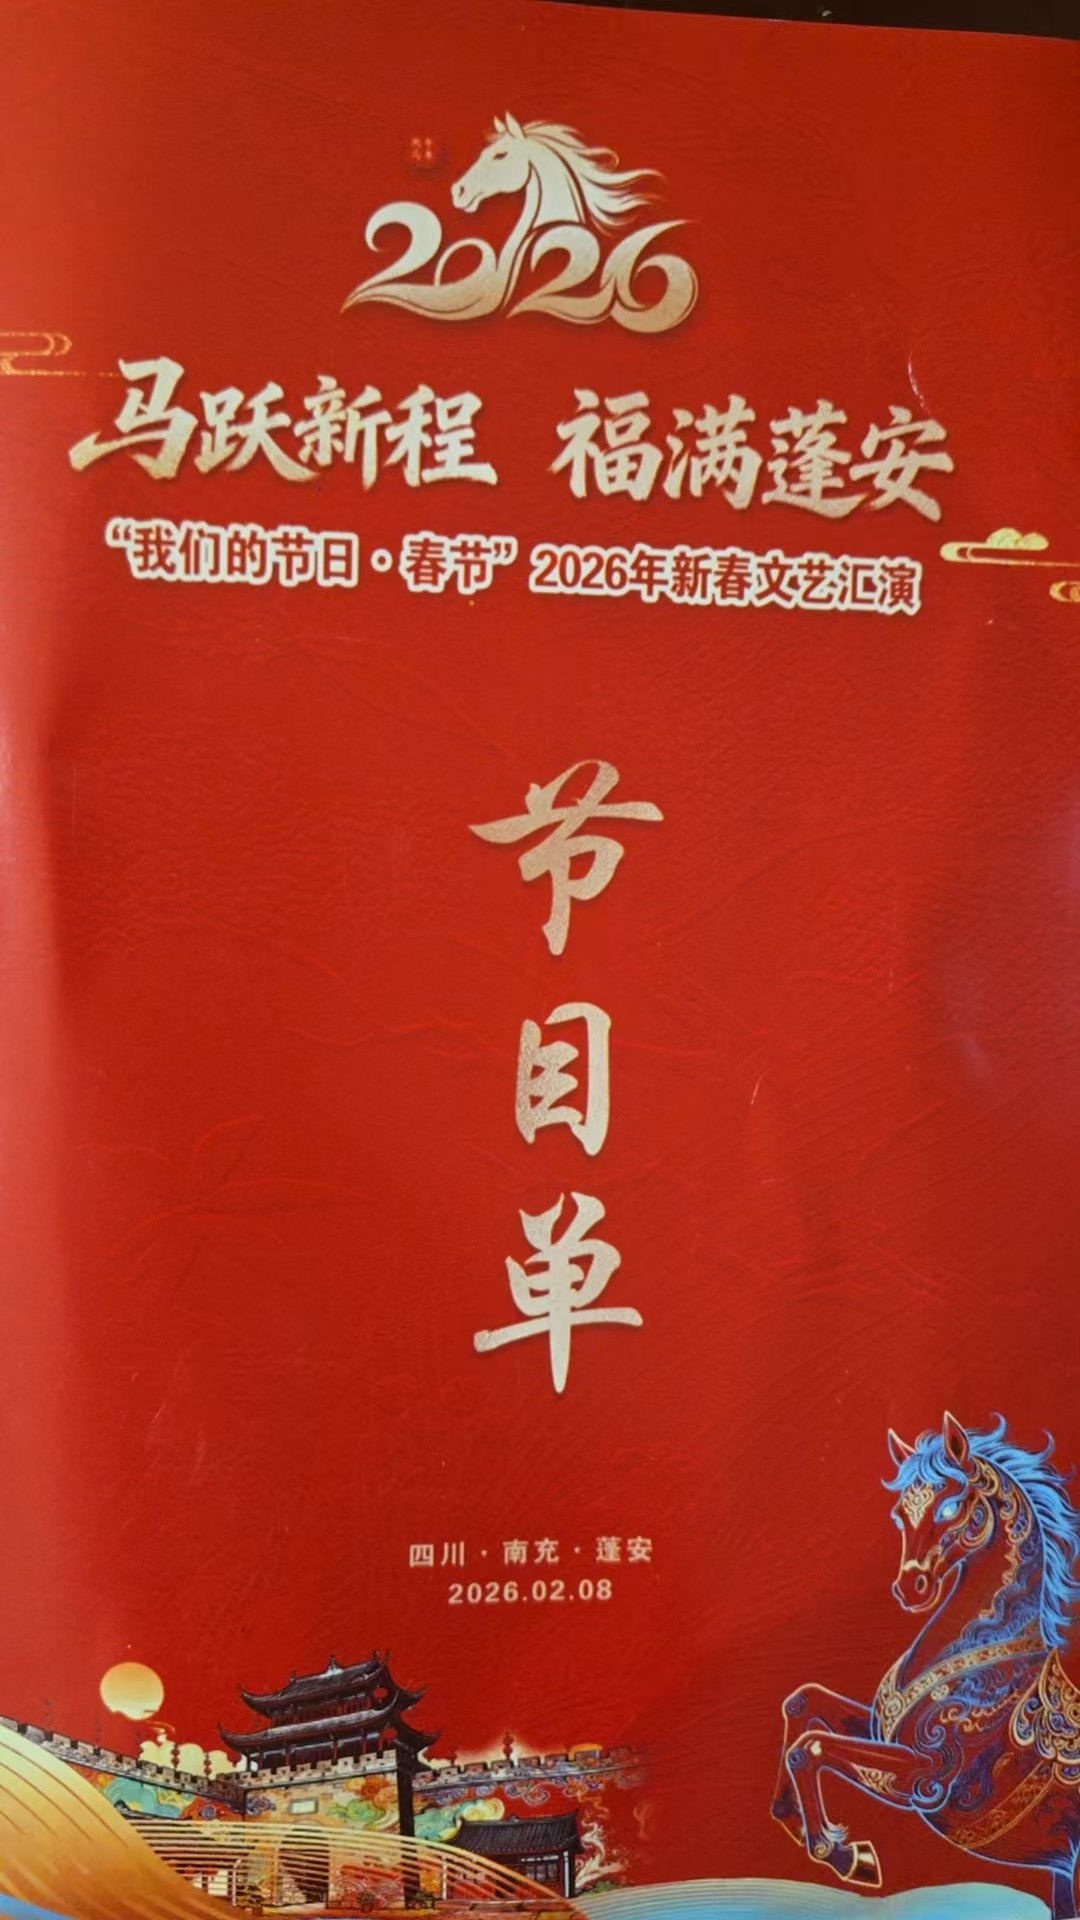 2026
马跃新程 福满蓬安
“我们的节日·春节”2026年新春文艺汇演
节
目
单
四川·南充·蓬安
2026.02.08